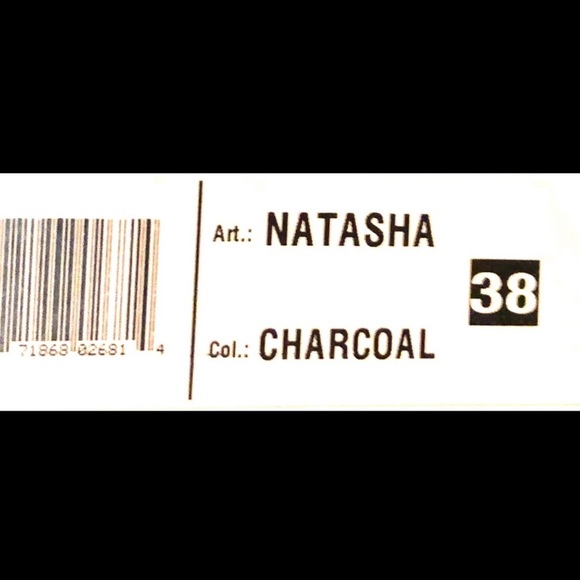 Art.: NATASHA
38
Col.: CHARCOAL
71868 02681 4